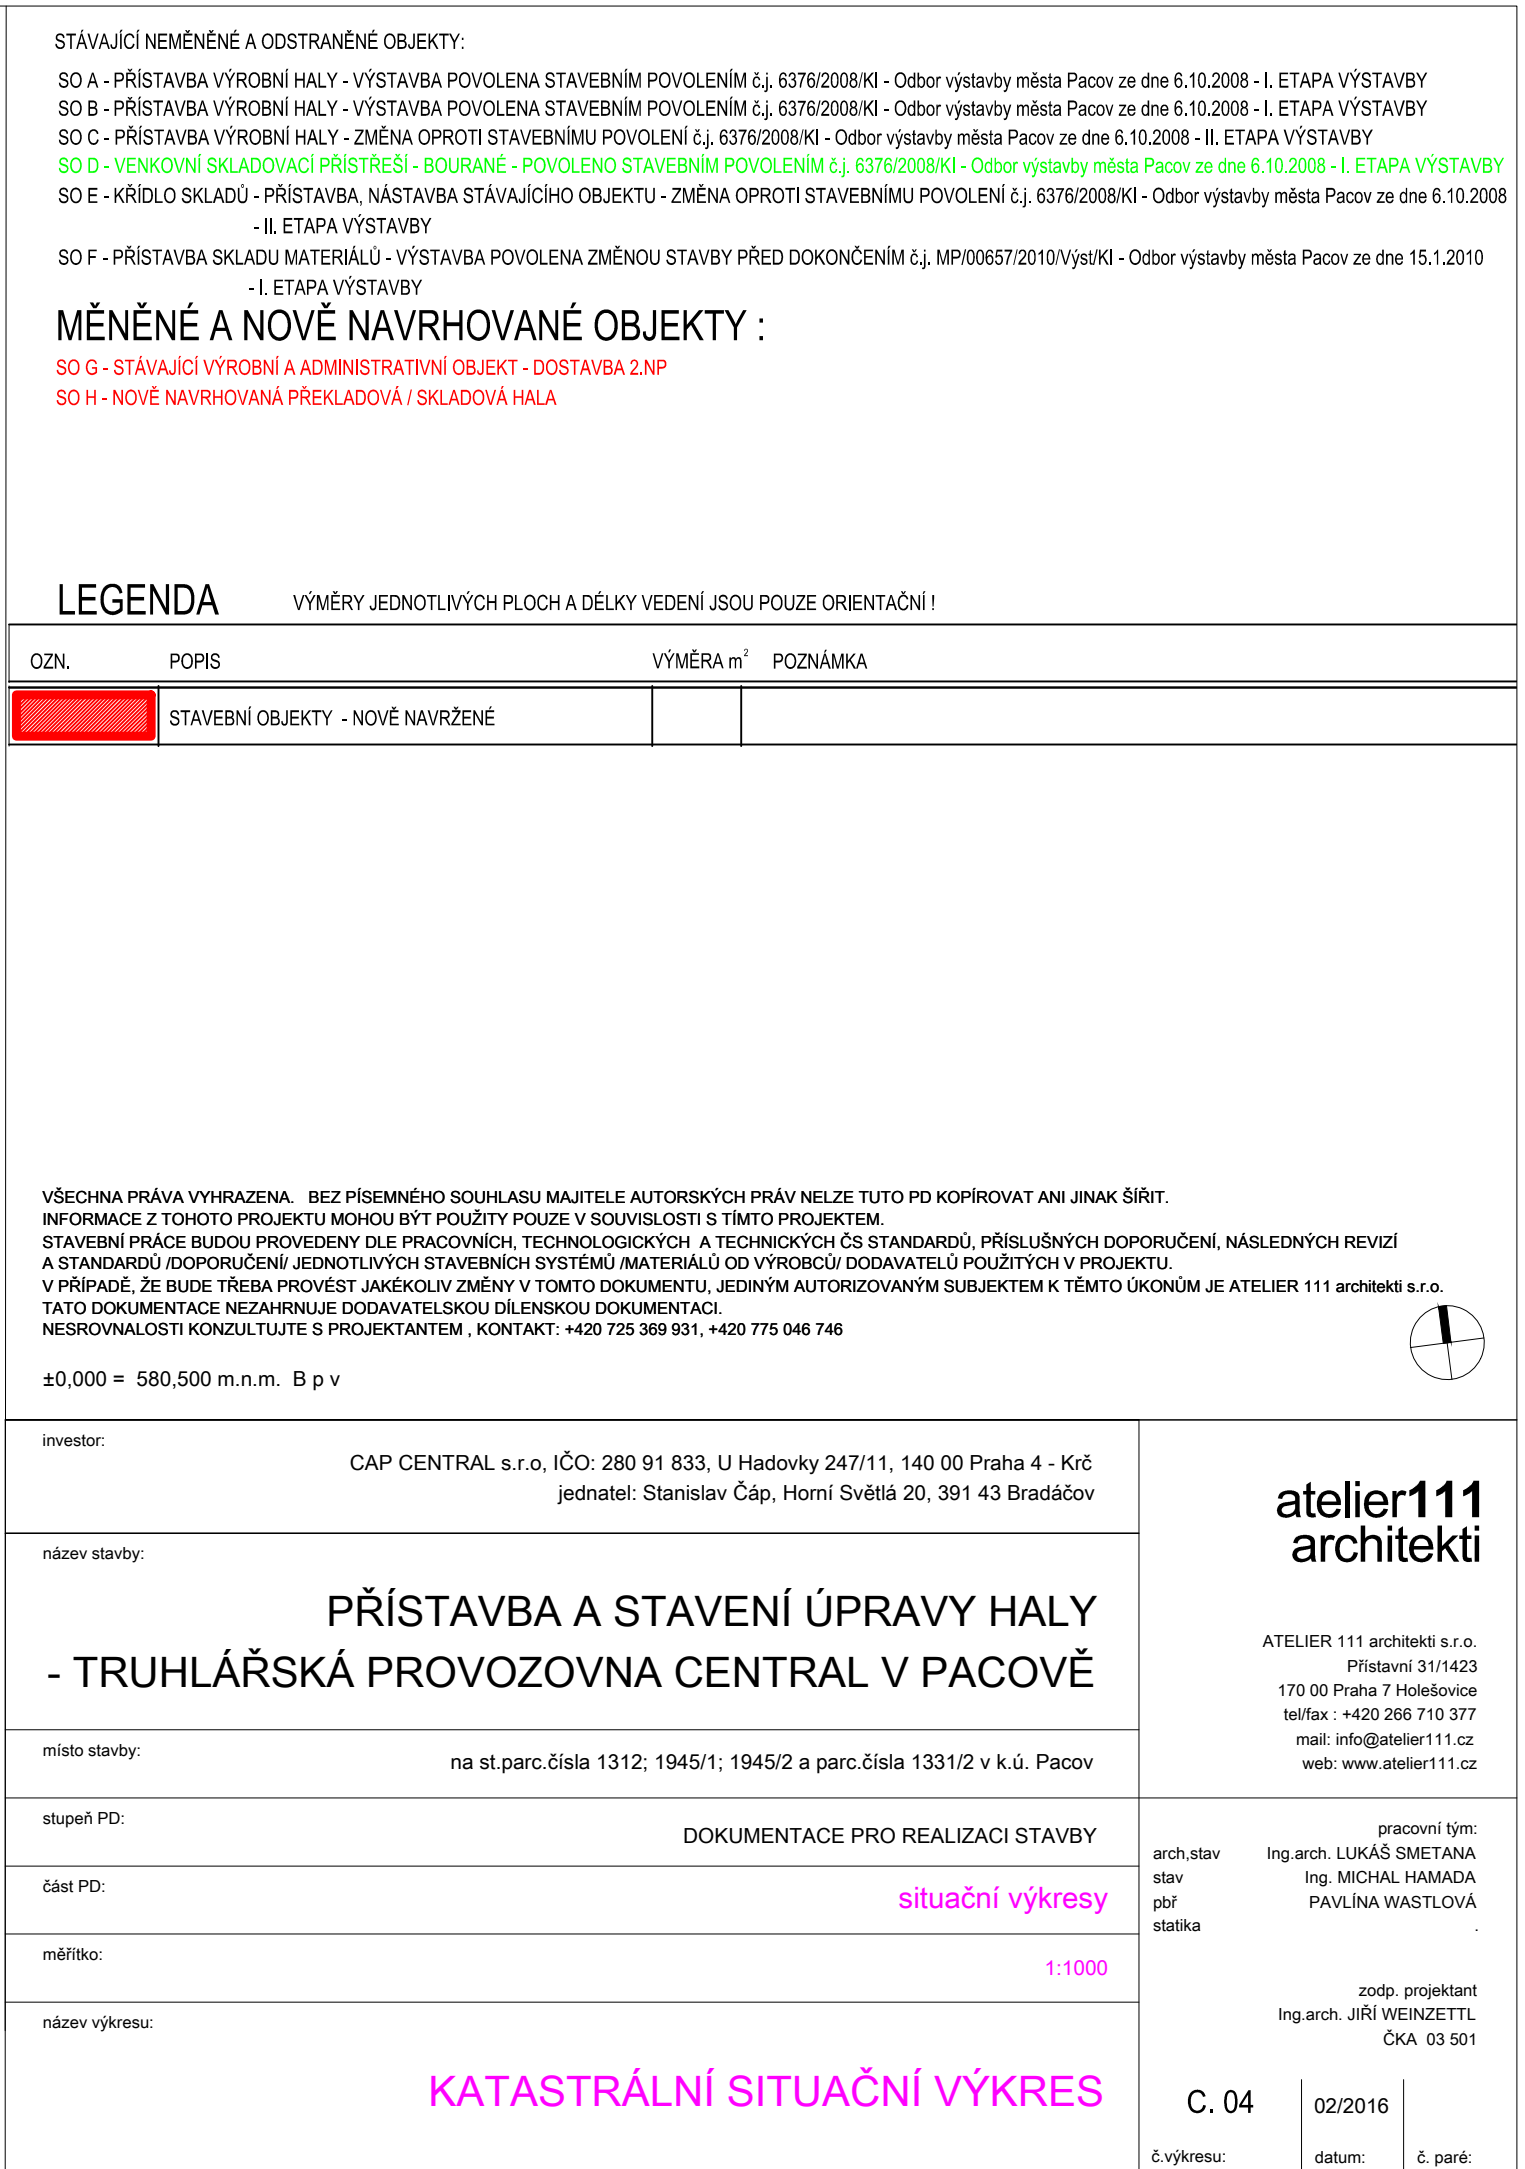 STÁVAJÍCÍ NEMĚNĚNÉ A ODSTRANĚNÉ OBJEKTY:
SO A - PŘÍSTAVBA VÝROBNÍ HALY - VÝSTAVBA POVOLENA STAVEBNÍM POVOLENÍM č.j. 6376/2008/KI - Odbor výstavby města Pacov ze dne 6.10.2008 - I. ETAPA VÝSTAVBY
SO B - PŘÍSTAVBA VÝROBNÍ HALY - VÝSTAVBA POVOLENA STAVEBNÍM POVOLENÍM č.j. 6376/2008/KI - Odbor výstavby města Pacov ze dne 6.10.2008 - I. ETAPA VÝSTAVBY
SO C - PŘÍSTAVBA VÝROBNÍ HALY - ZMĚNA OPROTI STAVEBNÍMU POVOLENÍ č.j. 6376/2008/KI - Odbor výstavby města Pacov ze dne 6.10.2008 - II. ETAPA VÝSTAVBY
SO D - VENKOVNÍ SKLADOVACÍ PŘÍSTŘEŠÍ - BOURANÉ - POVOLENO STAVEBNÍM POVOLENÍM č.j. 6376/2008/KI - Odbor výstavby města Pacov ze dne 6.10.2008 - I. ETAPA VÝSTAVBY
SO E - KŘÍDLO SKLADŮ - PŘÍSTAVBA, NÁSTAVBA STÁVAJÍCÍHO OBJEKTU - ZMĚNA OPROTI STAVEBNÍMU POVOLENÍ č.j. 6376/2008/KI - Odbor výstavby města Pacov ze dne 6.10.2008
- II. ETAPA VÝSTAVBY
SO F - PŘÍSTAVBA SKLADU MATERIÁLŮ - VÝSTAVBA POVOLENA ZMĚNOU STAVBY PŘED DOKONČENÍM č.j. MP/00657/2010/Výst/KI - Odbor výstavby města Pacov ze dne 15.1.2010
- I. ETAPA VÝSTAVBY
MĚNĚNÉ A NOVĚ NAVRHOVANÉ OBJEKTY :
SO G - STÁVAJÍCÍ VÝROBNÍ A ADMINISTRATIVNÍ OBJEKT - DOSTAVBA 2.NP
SO H - NOVĚ NAVRHOVANÁ PŘEKLADOVÁ / SKLADOVÁ HALA
LEGENDA VÝMĚRY JEDNOTLIVÝCH PLOCH A DÉLKY VEDENÍ JSOU POUZE ORIENTAČNÍ !
OZN. POPIS VÝMĚRA m² POZNÁMKA
STAVEBNÍ OBJEKTY - NOVĚ NAVRŽENÉ
VŠECHNA PRÁVA VYHRAZENA. BEZ PÍSEMNÉHO SOUHLASU MAJITELE AUTORSKÝCH PRÁV NELZE TUTO PD KOPÍROVAT ANI JINAK ŠÍŘIT.
INFORMACE Z TOHOTO PROJEKTU MOHOU BÝT POUŽITY POUZE V SOUVISLOSTI S TÍMTO PROJEKTEM.
STAVEBNÍ PRÁCE BUDOU PROVEDENY DLE PRACOVNÍCH, TECHNOLOGICKÝCH A TECHNICKÝCH ČS STANDARDŮ, PŘÍSLUŠNÝCH DOPORUČENÍ, NÁSLEDNÝCH REVIZÍ
A STANDARDŮ /DOPORUČENÍ/ JEDNOTLIVÝCH STAVEBNÍCH SYSTÉMŮ /MATERIÁLŮ OD VÝROBCŮ/ DODAVATELŮ POUŽITÝCH V PROJEKTU.
V PŘÍPADĚ, ŽE BUDE TŘEBA PROVÉST JAKÉKOLIV ZMĚNY V TOMTO DOKUMENTU, JEDINÝM AUTORIZOVANÝM SUBJEKTEM K TĚMTO ÚKONŮM JE ATELIER 111 architekti s.r.o.
TATO DOKUMENTACE NEZAHRNUJE DODAVATELSKOU DÍLENSKOU DOKUMENTACI.
NESROVNALOSTI KONZULTUJTE S PROJEKTANTEM , KONTAKT: +420 725 369 931, +420 775 046 746
±0,000 = 580,500 m.n.m. B p v
investor:
CAP CENTRAL s.r.o, IČO: 280 91 833, U Hadovky 247/11, 140 00 Praha 4 - Krč
jednatel: Stanislav Čáp, Horní Světlá 20, 391 43 Bradáčov
název stavby:
PŘÍSTAVBA A STAVENÍ ÚPRAVY HALY
- TRUHLÁŘSKÁ PROVOZOVNA CENTRAL V PACOVĚ
místo stavby:
na st.parc.čísla 1312; 1945/1; 1945/2 a parc.čísla 1331/2 v k.ú. Pacov
stupeň PD:
DOKUMENTACE PRO REALIZACI STAVBY
část PD:
situační výkresy
měřítko:
1:1000
název výkresu:
KATASTRÁLNÍ SITUAČNÍ VÝKRES
atelier111
architekti
ATELIER 111 architekti s.r.o.
Přístavní 31/1423
170 00 Praha 7 Holešovice
tel/fax : +420 266 710 377
mail: info@atelier111.cz
web: www.atelier111.cz
pracovní tým:
arch,stav Ing.arch. LUKÁŠ SMETANA
stav Ing. MICHAL HAMADA
pbř PAVLÍNA WASTLOVÁ
statika .
zodp. projektant
Ing.arch. JIŘÍ WEINZETTL
ČKA 03 501
C. 04 02/2016
č.výkresu: datum: č. paré: